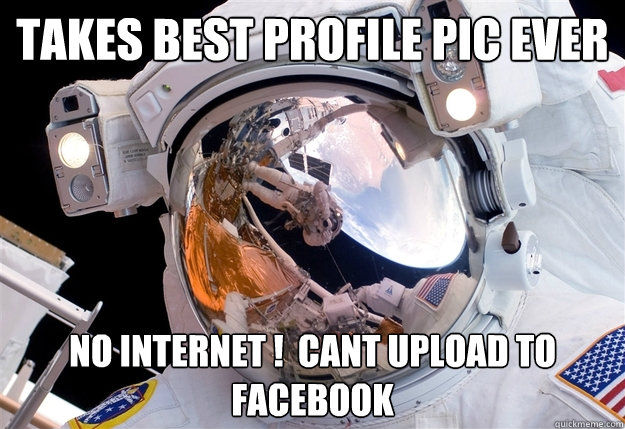 TAKES BEST PROFILE PIC EVER
NO INTERNET !  CANT UPLOAD TO
FACEBOOK
quickmeme.com